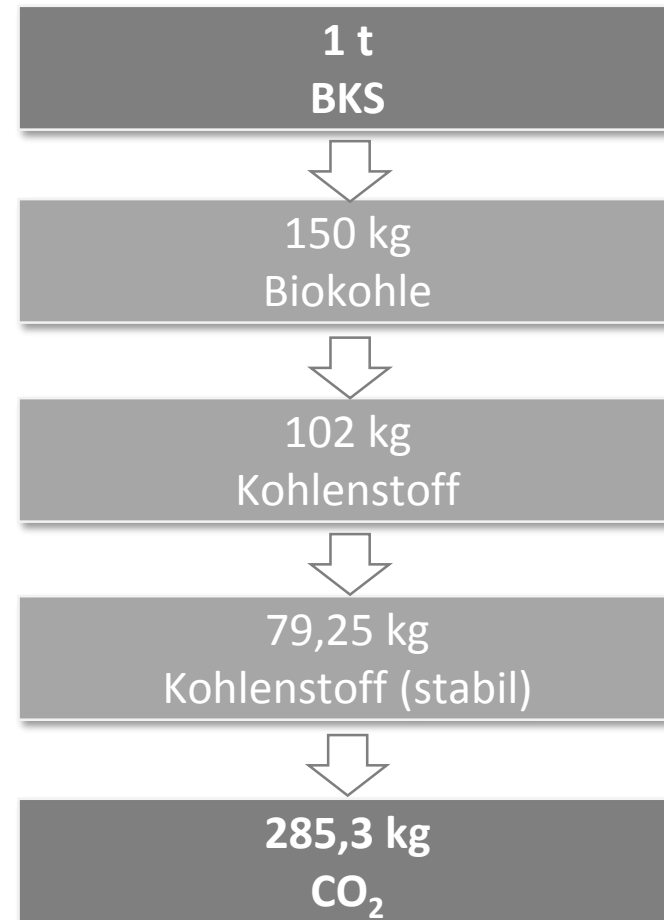 1 t
BKS
150 kg
Biokohle
102 kg
Kohlenstoff
79,25 kg
Kohlenstoff (stabil)
285,3 kg
CO₂